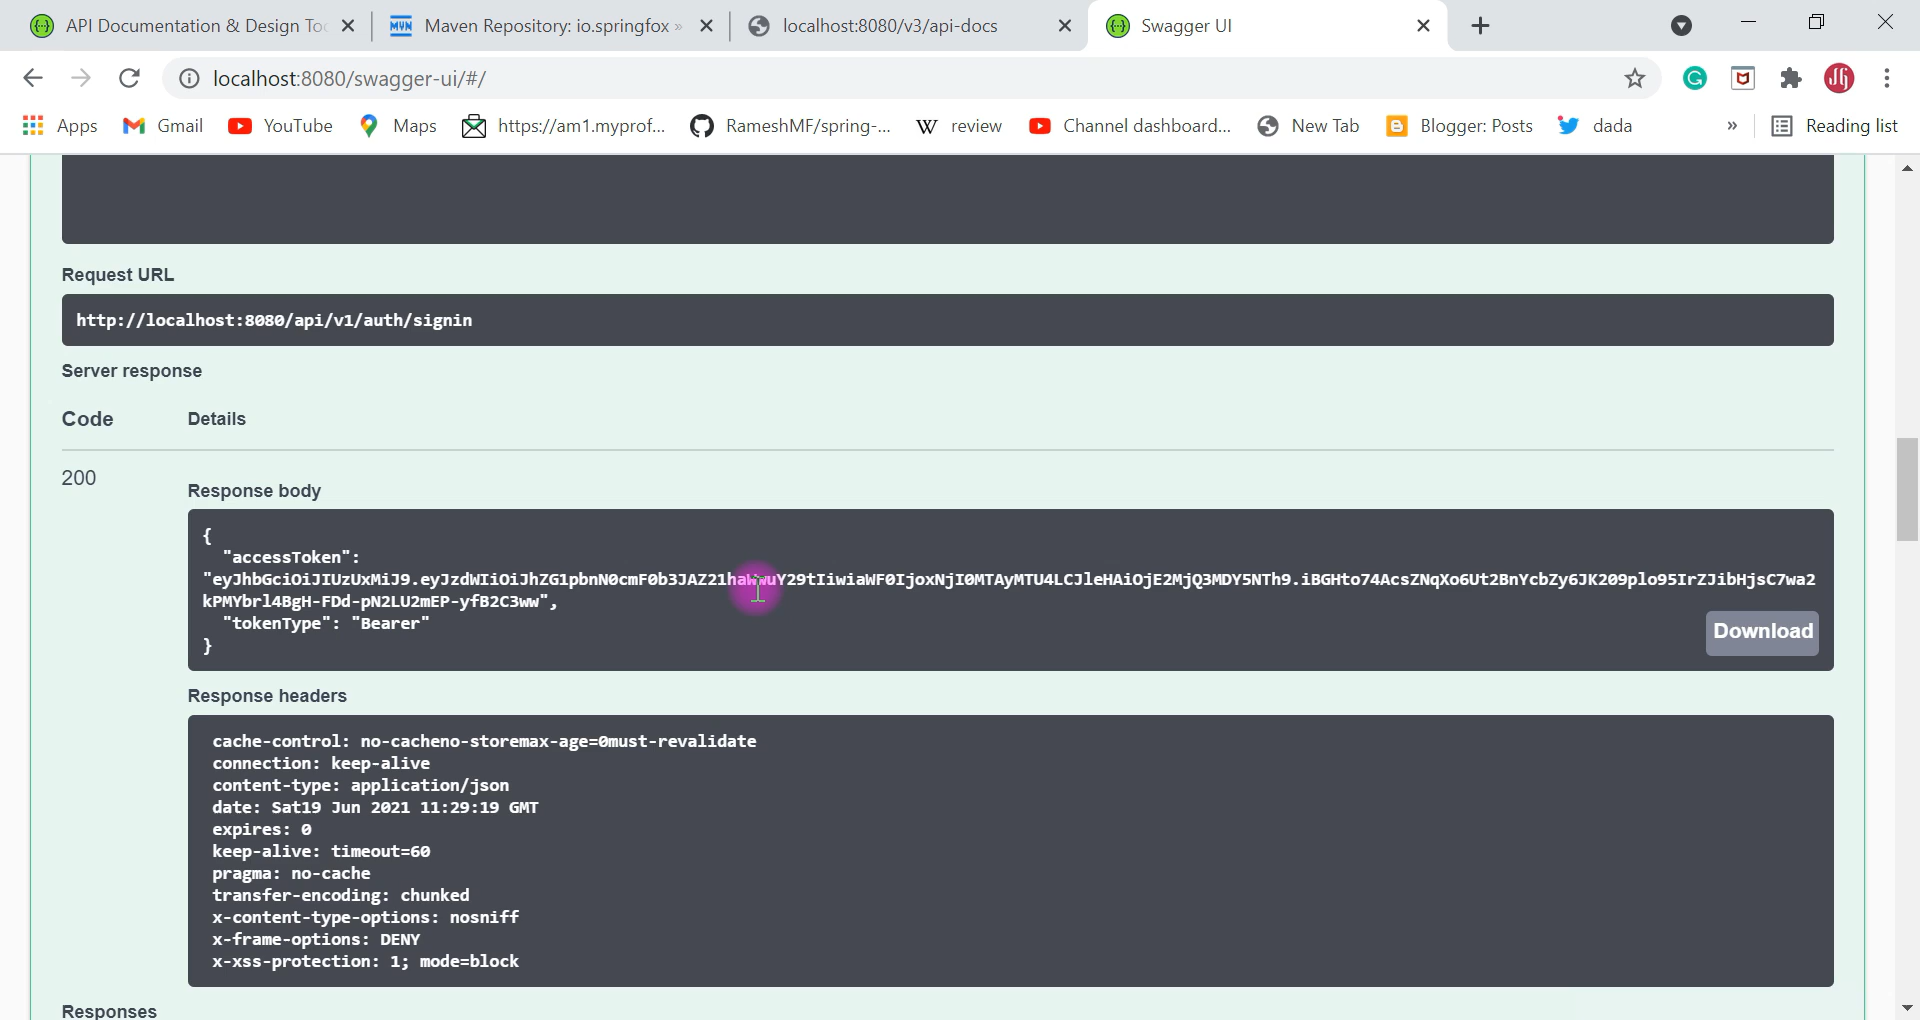 API Documentation & Design To
Maven Repository: io.springfox »
localhost:8080/v3/api-docs
Swagger UI
localhost:8080/swagger-ui/#/
Apps
Gmail
YouTube
Maps
https://am1.myprof...
RameshMF/spring-...
W review
Channel dashboard...
New Tab
Blogger: Posts
dada
»
Reading list
Request URL
http://localhost:8080/api/v1/auth/signin
Server response
Code Details
200
Response body
{
"accessToken":
kPMYbrl4BgH-FDd-pN2LU2mEP-yfB2C3ww",
"tokenType": "Bearer"
}
Download
Response headers
cache-control: no-cacheno-storemax-age=0must-revalidate
connection: keep-alive
content-type: application/json
date: Sat19 Jun 2021 11:29:19 GMT
expires: 0
keep-alive: timeout=60
pragma: no-cache
transfer-encoding: chunked
x-content-type-options: nosniff
x-frame-options: DENY
x-xss-protection: 1; mode=block
Responses